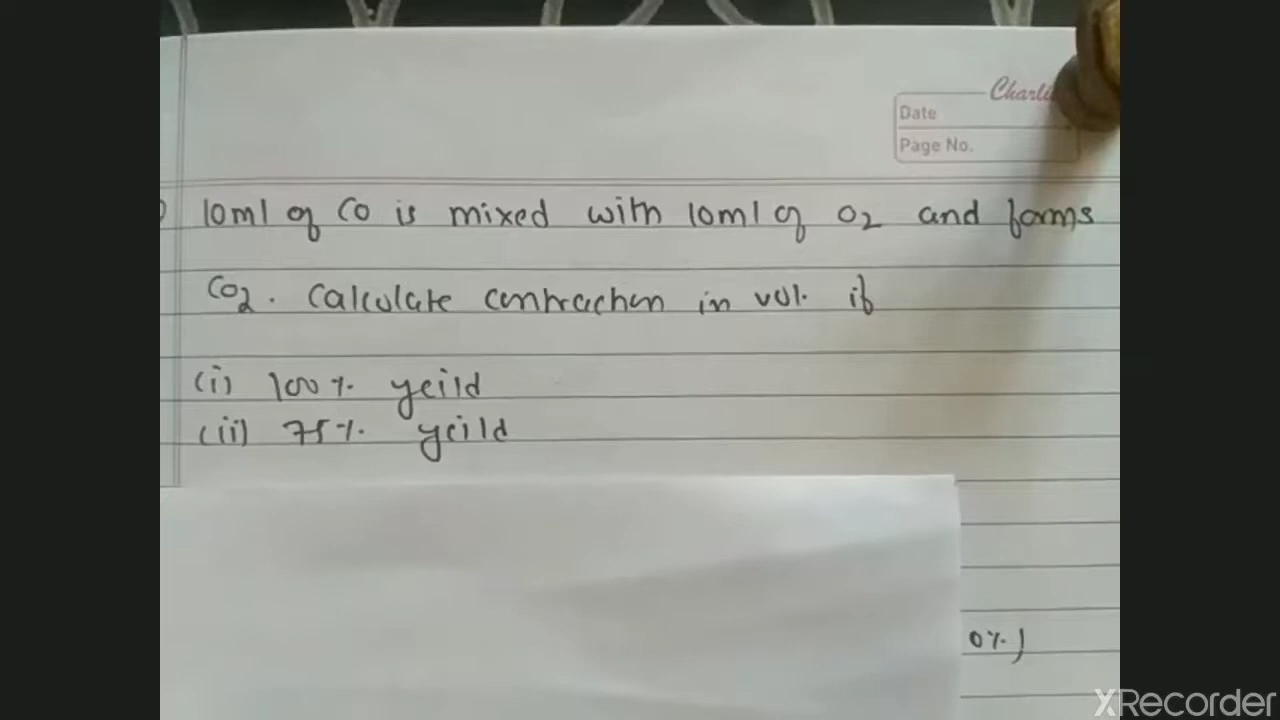 Charli
Date
Page No.
10ml of CO is mixed with 10ml of O2 and forms
CO2. Calculate contraction in vol. if
(i) 100%. yeild
(ii) 75%. yeild
0%.)
XRecorder